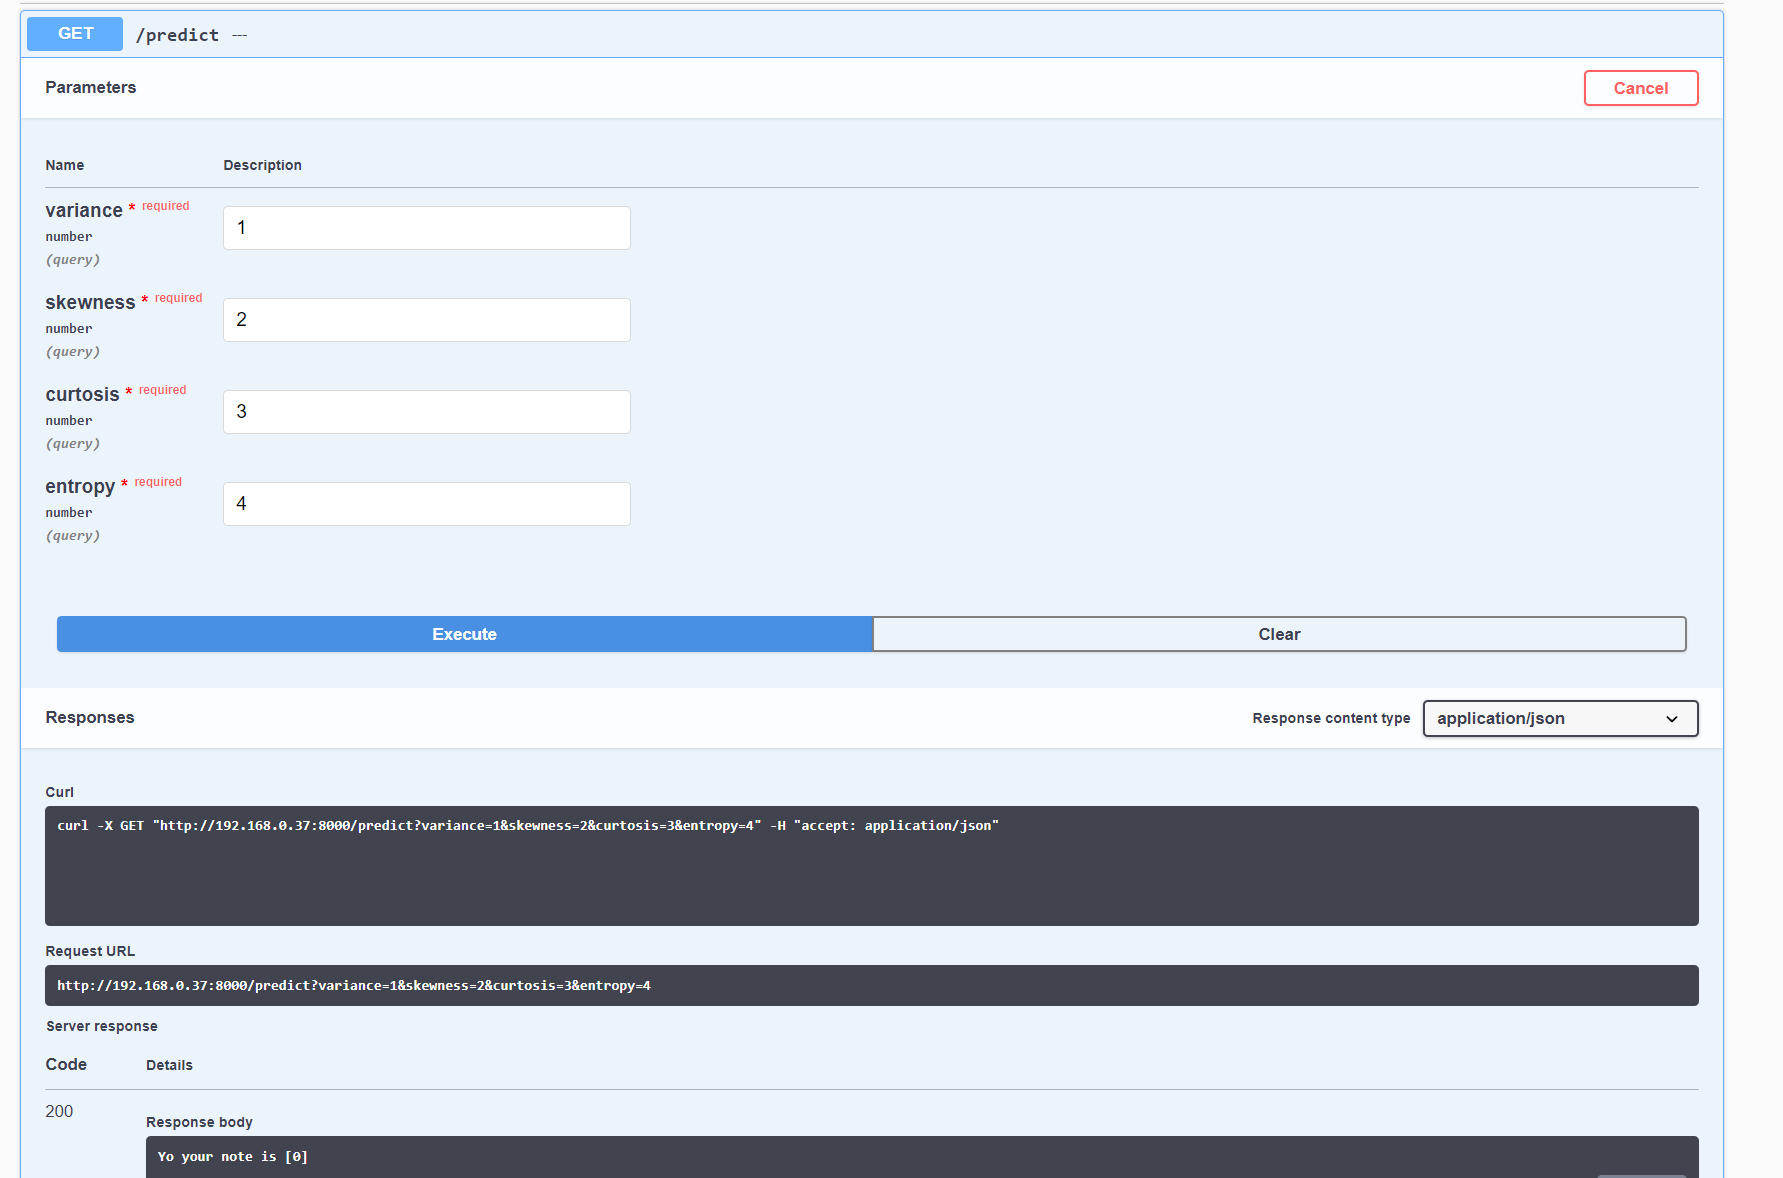 GET /predict ---
Parameters
Cancel
Name Description
variance * required
number
(query)
1
skewness * required
number
(query)
2
curtosis * required
number
(query)
3
entropy * required
number
(query)
4
Execute
Clear
Responses
Response content type
application/json
Curl
curl -X GET "http://192.168.0.37:8000/predict?variance=1&skewness=2&curtosis=3&entropy=4" -H "accept: application/json"
Request URL
http://192.168.0.37:8000/predict?variance=1&skewness=2&curtosis=3&entropy=4
Server response
Code Details
200
Response body
Yo your note is [0]